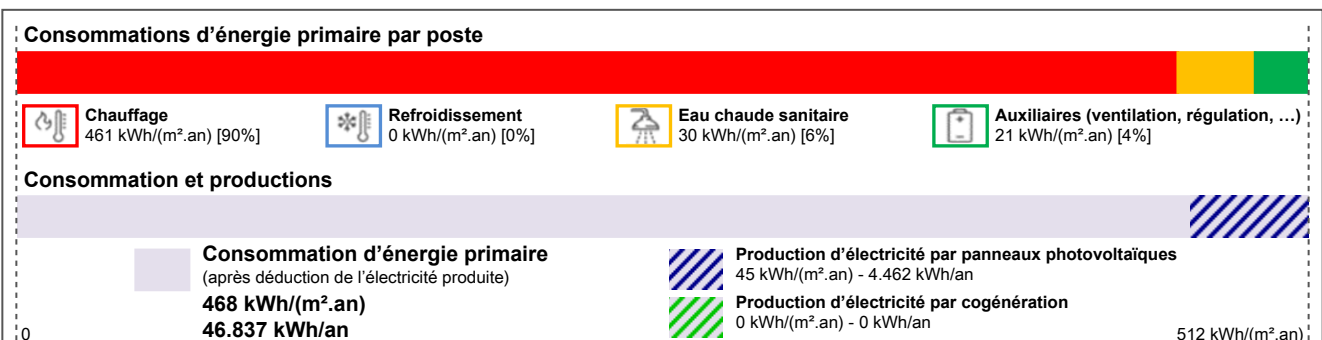 Consommations d’énergie primaire par poste
Chauffage
461 kWh/(m².an) [90%]
Refroidissement
0 kWh/(m².an) [0%]
Eau chaude sanitaire
30 kWh/(m².an) [6%]
Auxiliaires (ventilation, régulation, …)
21 kWh/(m².an) [4%]
Consommation et productions
Consommation d’énergie primaire
(après déduction de l’électricité produite)
468 kWh/(m².an)
46.837 kWh/an
Production d’électricité par panneaux photovoltaïques
45 kWh/(m².an) - 4.462 kWh/an
Production d’électricité par cogénération
0 kWh/(m².an) - 0 kWh/an
0
512 kWh/(m².an)